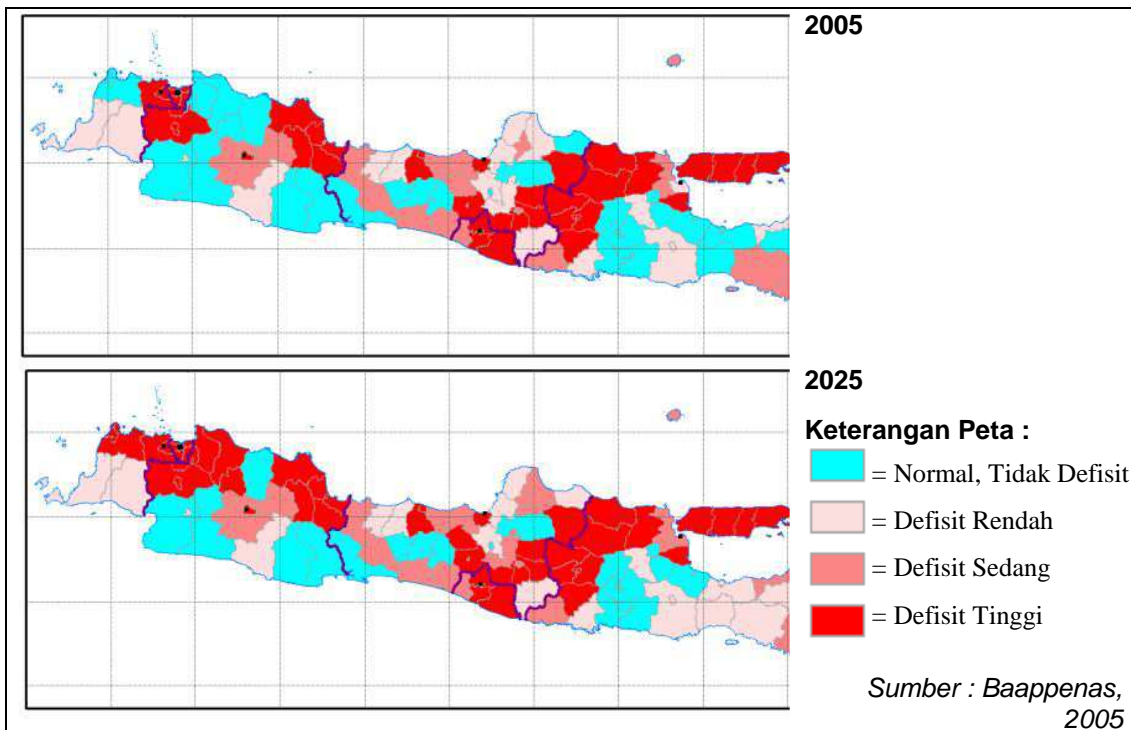 2005
2025
Keterangan Peta :
= Normal, Tidak Defisit
= Defisit Rendah
= Defisit Sedang
= Defisit Tinggi
Sumber : Baappenas,
2005